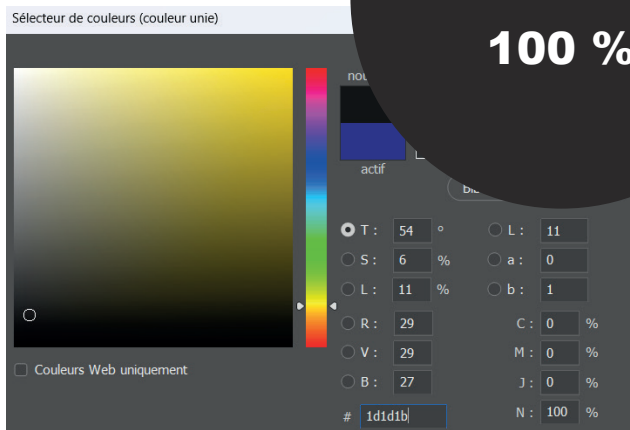 Sélecteur de couleurs (couleur unie)
100 %
actif
T : 54 °
L : 11
S : 6 %
a : 0
L : 11 %
b : 1
R : 29
C : 0 %
V : 29
M : 0 %
B : 27
J : 0 %
# 1d1d1b
N : 100 %
Couleurs Web uniquement